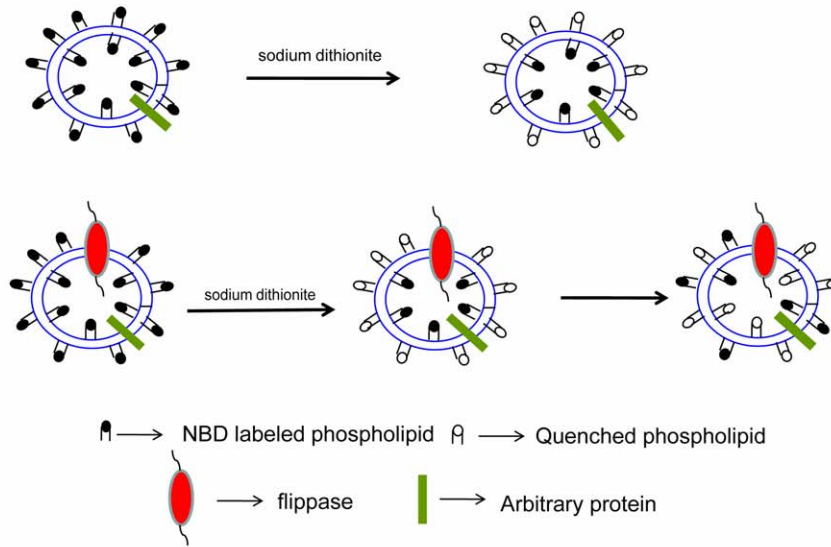 sodium dithionite
sodium dithionite
NBD labeled phospholipid
Quenched phospholipid
flippase
Arbitrary protein